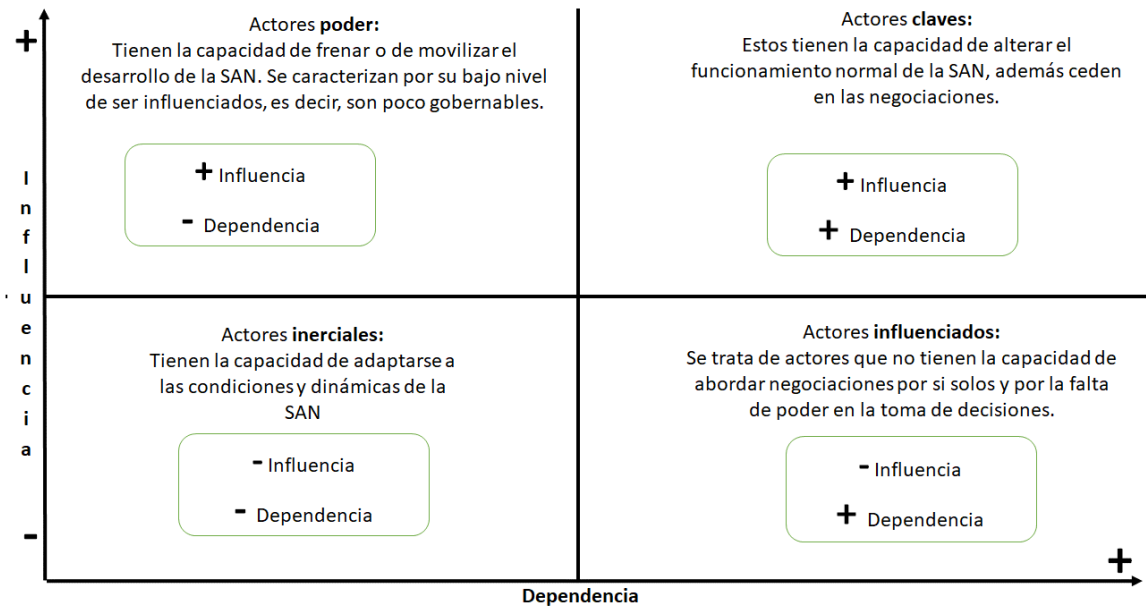 +
Actores poder:
Tienen la capacidad de frenar o de movilizar el
desarrollo de la SAN. Se caracterizan por su bajo nivel
de ser influenciados, es decir, son poco gobernables.
+ Influencia
- Dependencia
Actores claves:
Estos tienen la capacidad de alterar el
funcionamiento normal de la SAN, además ceden
en las negociaciones.
+ Influencia
+ Dependencia
Influencia
Actores inerciales:
Tienen la capacidad de adaptarse a
las condiciones y dinámicas de la
SAN
- Influencia
- Dependencia
Actores influenciados:
Se trata de actores que no tienen la capacidad de
abordar negociaciones por si solos y por la falta
de poder en la toma de decisiones.
- Influencia
+ Dependencia
-
+
Dependencia